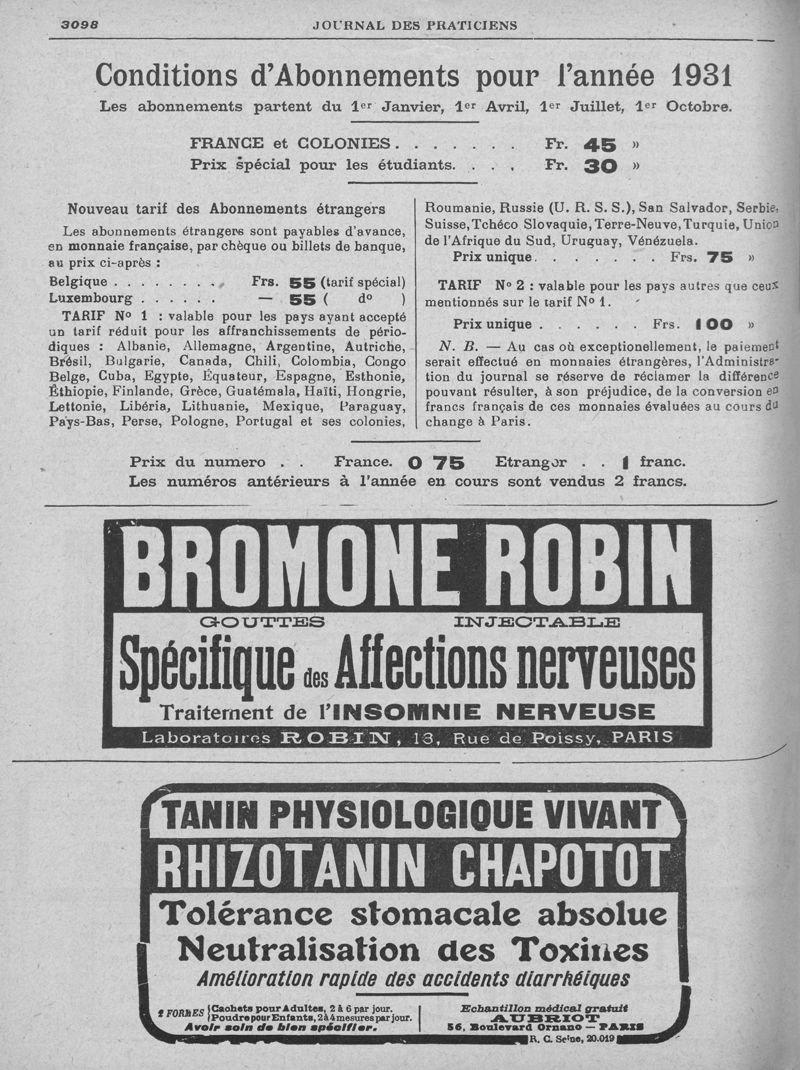 3098
JOURNAL DES PRATICIENS
Conditions d'Abonnements pour l'année 1931
Les abonnements partent du 1er Janvier, 1er Avril, 1er Juillet, 1er Octobre.
FRANCE et COLONIES. . . . . . . Fr. 45 »
Prix spécial pour les étudiants. . . . Fr. 30 »
Nouveau tarif des Abonnements étrangers
Les abonnements étrangers sont payables d'avance,
en monnaie française, par chèque ou billets de banque,
au prix ci-après :
Belgique . . . . . . . . Frs. 55 (tarif spécial)
Luxembourg . . . . . . — 55 ( do )
TARIF No 1 : valable pour les pays ayant accepté
un tarif réduit pour les affranchissements de pério-
diques : Albanie, Allemagne, Argentine, Autriche,
Brésil, Bulgarie, Canada, Chili, Colombia, Congo
Belge, Cuba, Egypte, Équateur, Espagne, Esthonie,
Éthiopie, Finlande, Grèce, Guatémala, Haïti, Hongrie,
Lettonie, Libéria, Lithuanie, Mexique, Paraguay,
Pays-Bas, Perse, Pologne, Portugal et ses colonies,
Roumanie, Russie (U. R. S. S.), San Salvador, Serbie,
Suisse, Tchéco Slovaquie, Terre-Neuve, Turquie, Union
de l'Afrique du Sud, Uruguay, Vénézuela.
Prix unique. . . . . . . Frs. 75 »
TARIF No 2 : valable pour les pays autres que ceux
mentionnés sur le tarif No 1.
Prix unique . . . . . . Frs. 100 »
N. B. — Au cas où exceptionellement, le paiement
serait effectué en monnaies étrangères, l'Administra-
tion du journal se réserve de réclamer la différence
pouvant résulter, à son préjudice, de la conversion en
francs français de ces monnaies évaluées au cours du
change à Paris.
Prix du numero . . France. 0 75 Etranger . . 1 franc.
Les numéros antérieurs à l'année en cours sont vendus 2 francs.
BROMONE ROBIN
GOUTTES INJECTABLE
Spécifique des Affections nerveuses
Traitement de l'INSOMNIE NERVEUSE
Laboratoires ROBIN, 13, Rue de Poissy, PARIS
TANIN PHYSIOLOGIQUE VIVANT
RHIZOTANIN CHAPOTOT
Tolérance stomacale absolue
Neutralisation des Toxines
Amélioration rapide des accidents diarrhéiques
2 FORMES
Cachets pour Adultes, 2 à 6 par jour.
Poudre pour Enfants, 2 à 4 mesures par jour.
Avoir soin de bien spécifier.
Echantillon médical gratuit
AUBRIOT
56, Boulevard Ornano — PARIS
R. C. Seine, 20.019